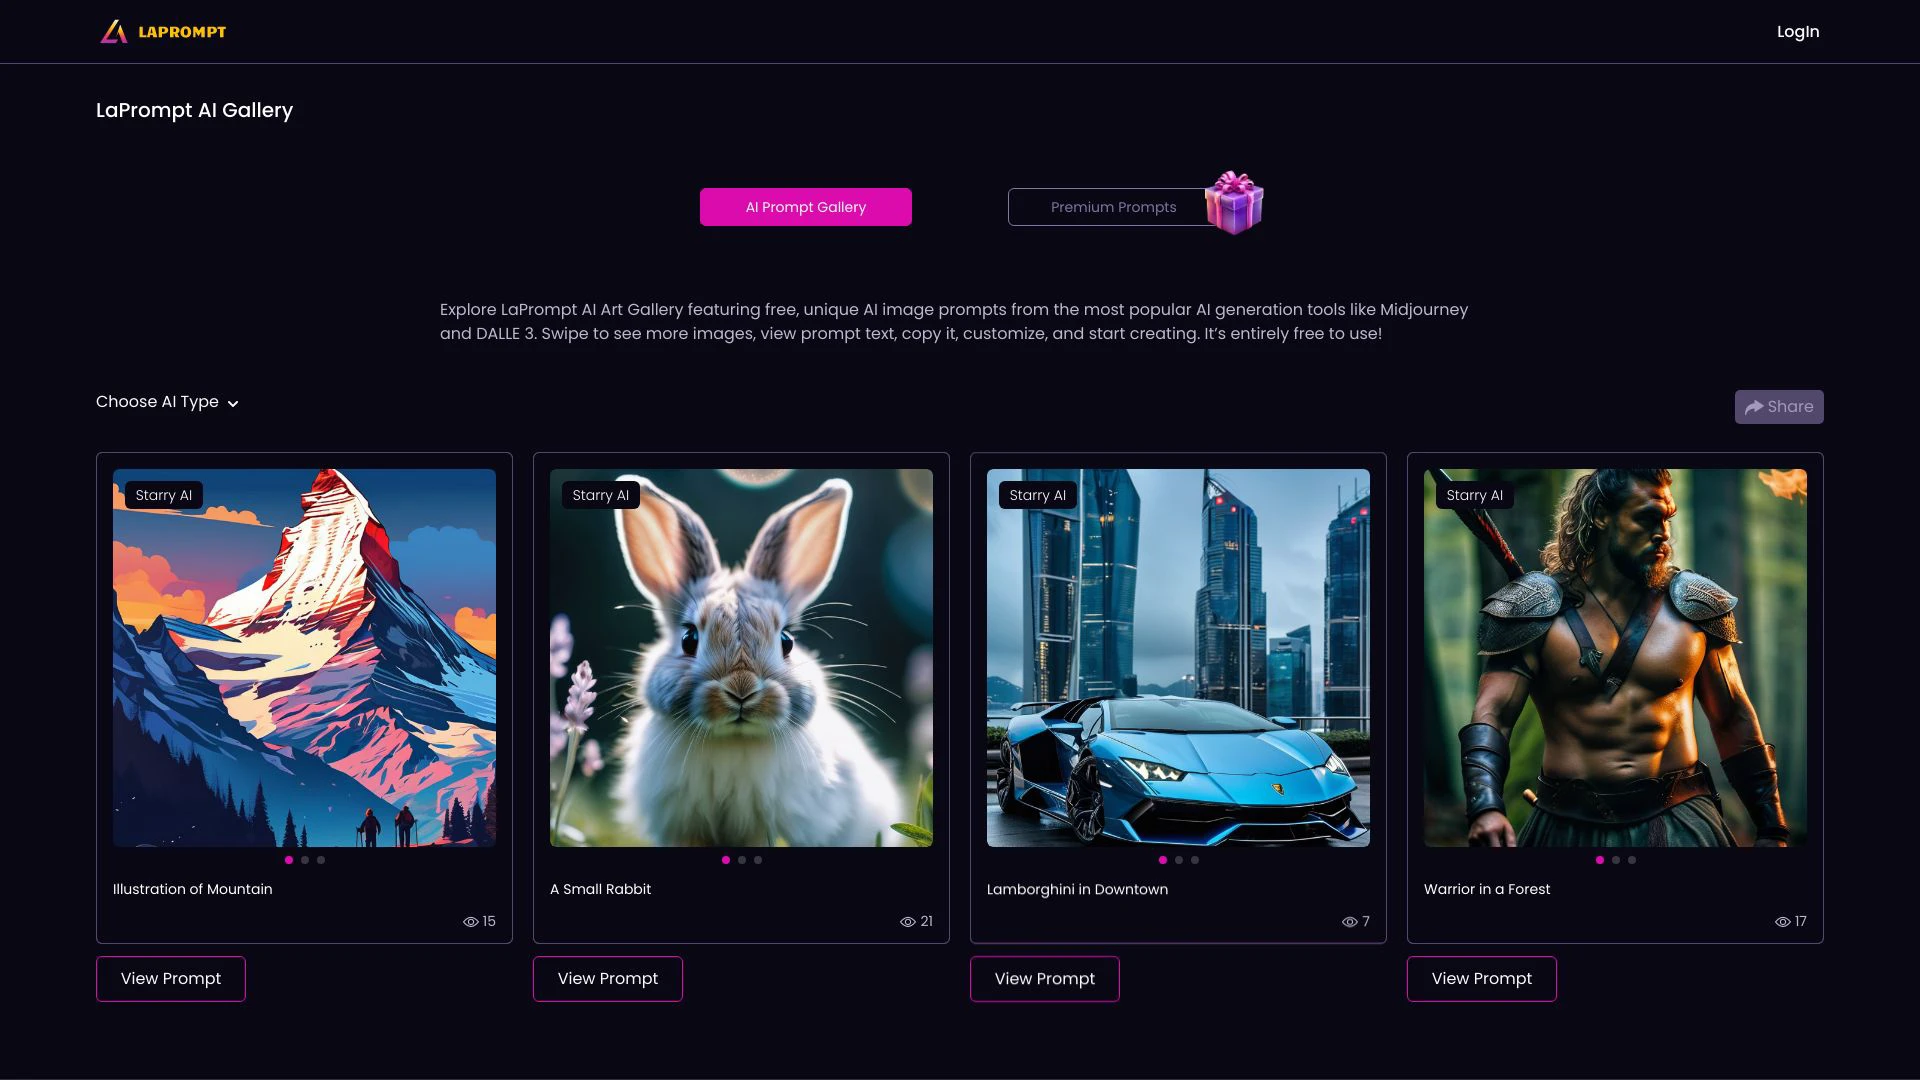 LAPROMPT
LogIn
LaPrompt AI Gallery
AI Prompt Gallery
Premium Prompts
Explore LaPrompt AI Art Gallery featuring free, unique AI image prompts from the most popular AI generation tools like Midjourney
and DALLE 3. Swipe to see more images, view prompt text, copy it, customize, and start creating. It’s entirely free to use!
Choose AI Type
Share
Starry AI
Starry AI
Starry AI
Starry AI
Illustration of Mountain
A Small Rabbit
Lamborghini in Downtown
Warrior in a Forest
15
21
7
17
View Prompt
View Prompt
View Prompt
View Prompt